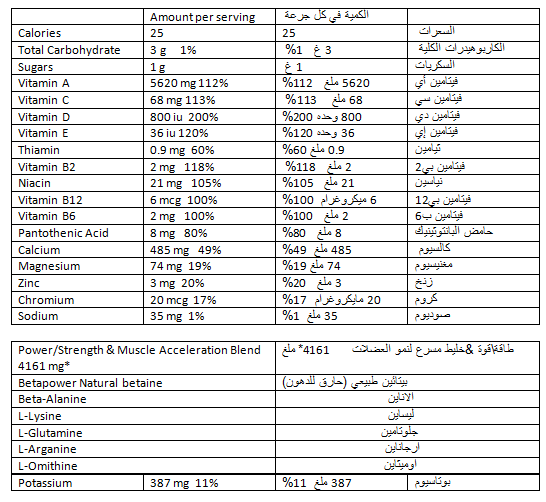 Amount per serving الكمية في كل جرعة
Calories 25 25 السعرات
Total Carbohydrate 3 g 1% 3 غ 1% الكاربوهيدرات الكلية
Sugars 1 g 1 غ السكريات
Vitamin A 5620 mg 112% 5620 ملغ 112% فيتامين أي
Vitamin C 68 mg 113% 68 ملغ 113% فيتامين سي
Vitamin D 800 iu 200% 800 وحده 200% فيتامين دي
Vitamin E 36 iu 120% 36 وحده 120% فيتامين إي
Thiamin 0.9 mg 60% 0.9 ملغ 60% ثيامين
Vitamin B2 2 mg 118% 2 ملغ 118% فيتامين بي2
Niacin 21 mg 105% 21 ملغ 105% نياسين
Vitamin B12 6 mcg 100% 6 ميكروغرام 100% فيتامين بي12
Vitamin B6 2 mg 100% 2 ملغ 100% فيتامين ب6
Pantothenic Acid 8 mg 80% 8 ملغ 80% حامض البانتوثينيك
Calcium 485 mg 49% 485 ملغ 49% كالسيوم
Magnesium 74 mg 19% 74 ملغ 19% مغنيسيوم
Zinc 3 mg 20% 3 ملغ 20% زنخ
Chromium 20 mcg 17% 20 مايكروغرام 17% كروم
Sodium 35 mg 1% 35 ملغ 1% صوديوم
Power/Strength & Muscle Acceleration Blend طاقة\قوة &خليط مسرع لنمو العضلات 4161* ملغ
4161 mg*
Betapower Natural betaine بيتائين طبيعي (حارق للدهون)
Beta-Alanine الاناين
L-Lysine ليساين
L-Glutamine جلوتامين
L-Arganine ارجاناين
L-Omithine اوميتاين
Potassium 387 mg 11% 387 ملغ 11% بوتاسيوم